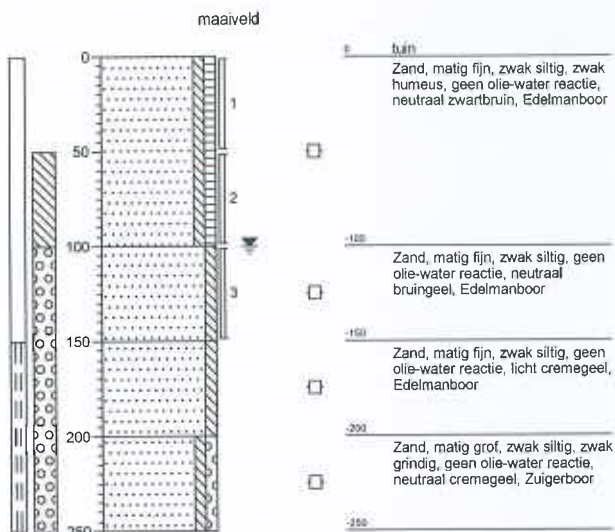 maaiveld
0
50
100
150
200
250
1
2
3
0 tuin
Zand, matig fijn, zwak siltig, zwak
humeus, geen olie-water reactie,
neutraal zwartbruin, Edelmanboor
-100
Zand, matig fijn, zwak siltig, geen
olie-water reactie, neutraal
bruingeel, Edelmanboor
-150
Zand, matig fijn, zwak siltig, geen
olie-water reactie, licht cremegeel,
Edelmanboor
-200
Zand, matig grof, zwak siltig, zwak
grindig, geen olie-water reactie,
neutraal cremegeel, Zuigerboor
-250